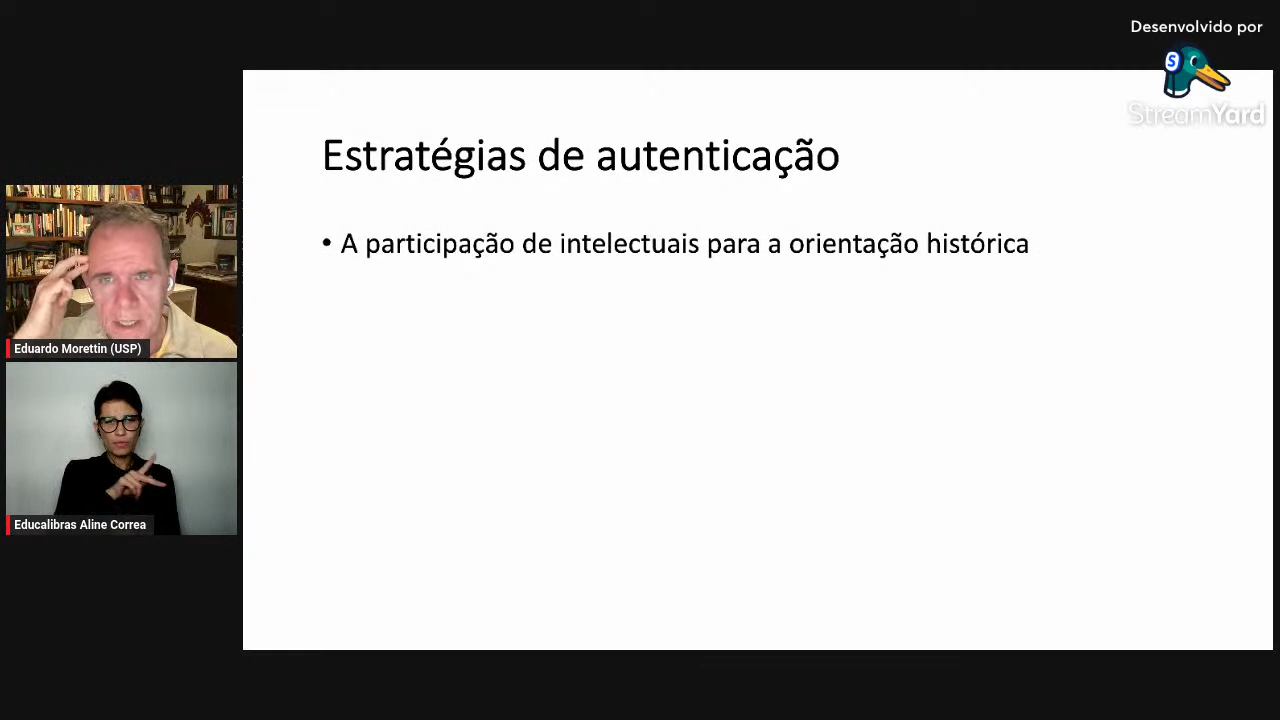 Desenvolvido por
StreamYard
Estratégias de autenticação
• A participação de intelectuais para a orientação histórica
Eduardo Morettin (USP)
Educalibras Aline Correa